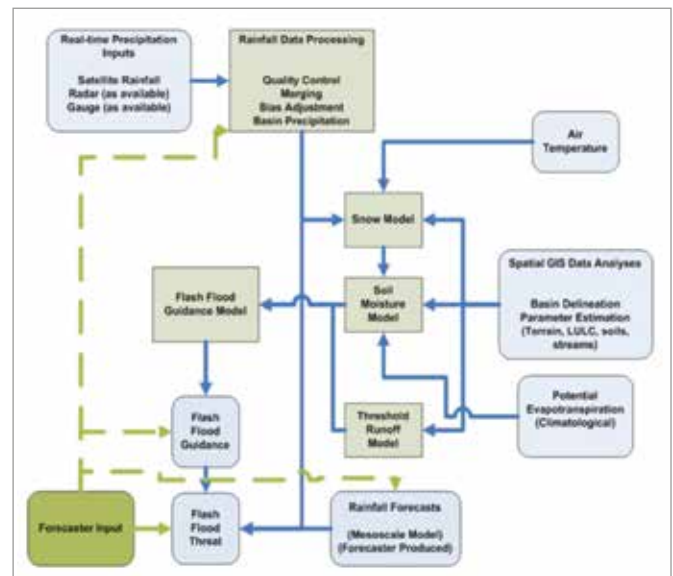 Real-time Precipitation
Inputs
Satellite Rainfall
Radar (as available)
Gauge (as available)
Rainfall Data Processing
Quality Control
Merging
Bias Adjustment
Basin Precipitation
Air
Temperature
Snow Model
Spatial GIS Data Analyses
Basin Delineation
Parameter Estimation
(Terrain, LULC, soils,
streams)
Flash Flood
Guidance Model
Soil
Moisture
Model
Potential
Evapotranspiration
(Climatological)
Flash
Flood
Guidance
Threshold
Runoff
Model
Forecaster Input
Flash
Flood
Threat
Rainfall Forecasts
(Mesoscale Model)
(Forecaster Produced)